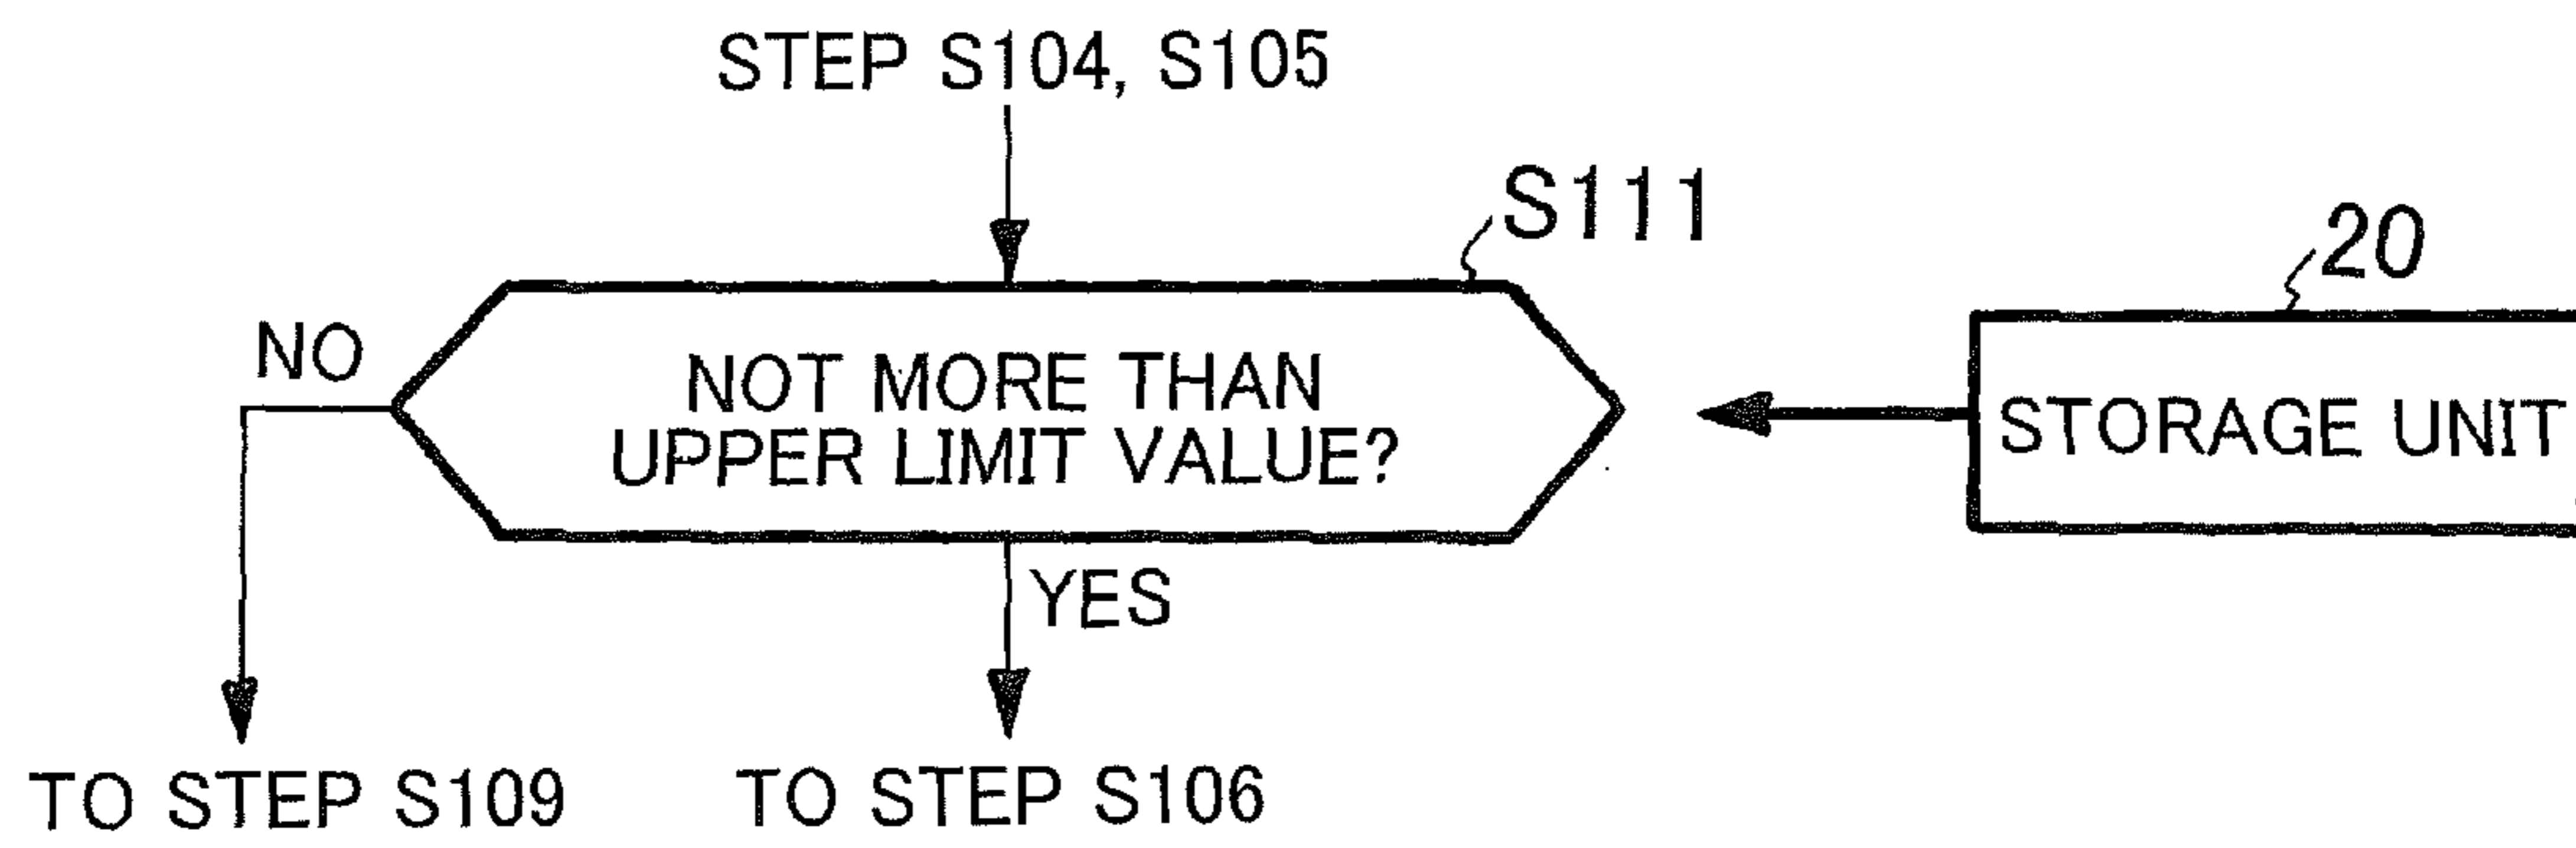 STEP S104, S105
S111
20
NO
NOT MORE THAN
UPPER LIMIT VALUE?
STORAGE UNIT
YES
TO STEP S109
TO STEP S106